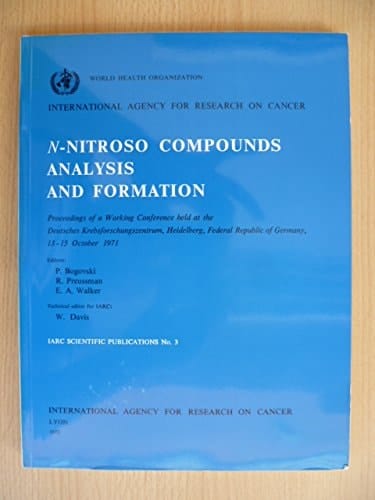 WORLD HEALTH ORGANIZATION
INTERNATIONAL AGENCY FOR RESEARCH ON CANCER
N-NITROSO COMPOUNDS
ANALYSIS
AND FORMATION
Proceedings of a Working Conference held at the
Deutsches Krebsforschungszentrum, Heidelberg, Federal Republic of Germany,
13-15 October 1971
Editors:
P. Bogovski
R. Preussman
E. A. Walker
Technical editor for IARC:
W. Davis
IARC SCIENTIFIC PUBLICATIONS No. 3
INTERNATIONAL AGENCY FOR RESEARCH ON CANCER
LYON
1972